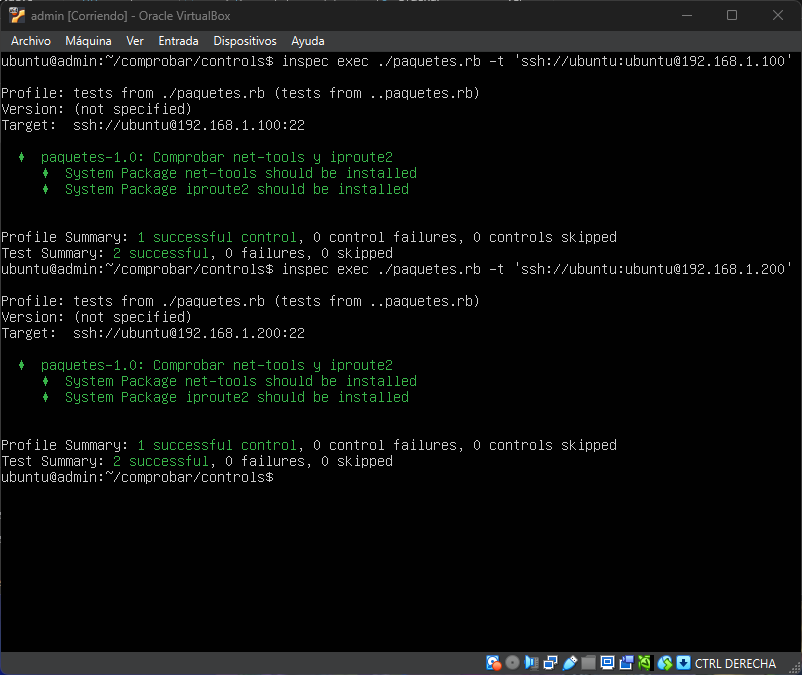 admin [Corriendo] - Oracle VirtualBox
Archivo Máquina Ver Entrada Dispositivos Ayuda
ubuntu@admin:~/comprobar/controls$ inspec exec ./paquetes.rb -t 'ssh://ubuntu:ubuntu@192.168.1.100'
Profile: tests from ./paquetes.rb (tests from ..paquetes.rb)
Version: (not specified)
Target:  ssh://ubuntu@192.168.1.100:22
♦  paquetes-1.0: Comprobar net-tools y iproute2
♦  System Package net-tools should be installed
♦  System Package iproute2 should be installed
Profile Summary: 1 successful control, 0 control failures, 0 controls skipped
Test Summary: 2 successful, 0 failures, 0 skipped
ubuntu@admin:~/comprobar/controls$ inspec exec ./paquetes.rb -t 'ssh://ubuntu:ubuntu@192.168.1.200'
Profile: tests from ./paquetes.rb (tests from ..paquetes.rb)
Version: (not specified)
Target:  ssh://ubuntu@192.168.1.200:22
♦  paquetes-1.0: Comprobar net-tools y iproute2
♦  System Package net-tools should be installed
♦  System Package iproute2 should be installed
Profile Summary: 1 successful control, 0 control failures, 0 controls skipped
Test Summary: 2 successful, 0 failures, 0 skipped
ubuntu@admin:~/comprobar/controls$
CTRL DERECHA